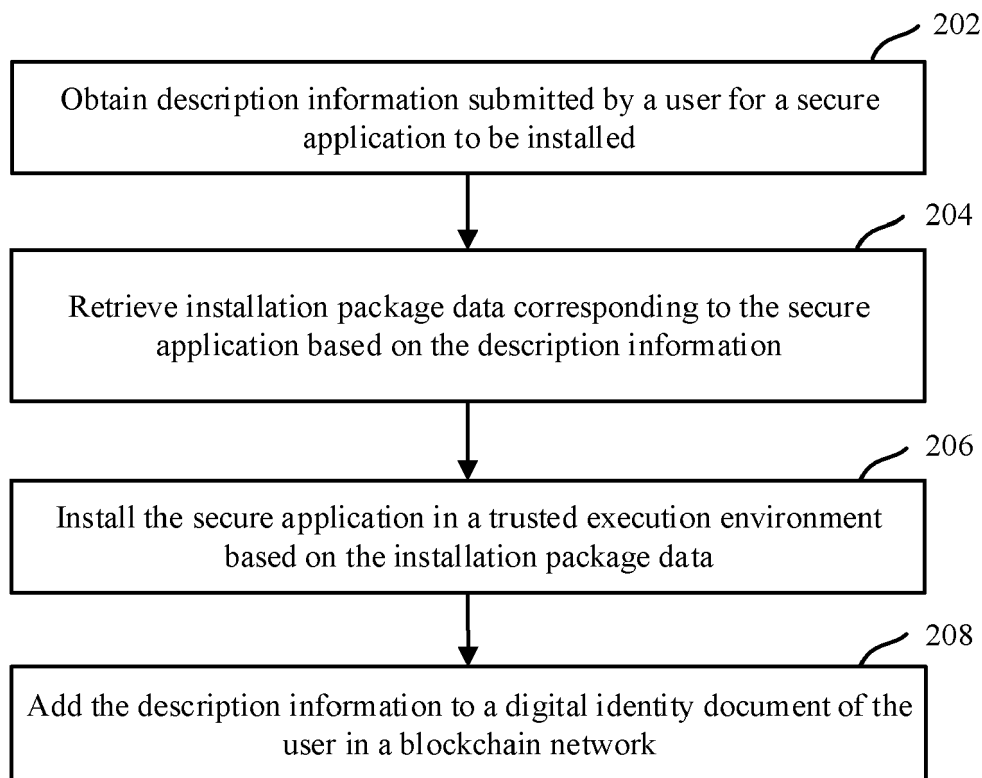 202
Obtain description information submitted by a user for a secure
application to be installed
204
Retrieve installation package data corresponding to the secure
application based on the description information
206
Install the secure application in a trusted execution environment
based on the installation package data
208
Add the description information to a digital identity document of the
user in a blockchain network